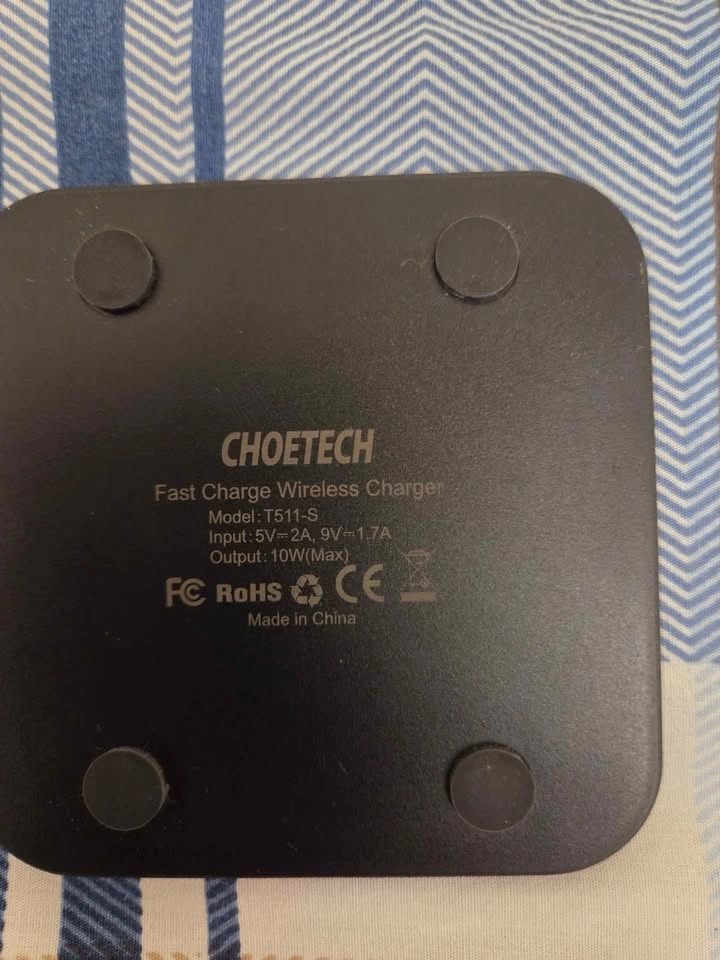 CHOETECH
Fast Charge Wireless Charger
Model:T511-S
Input:5V⎓2A, 9V⎓1.7A
Output:10W(Max)
FC RoHS CE
Made in China